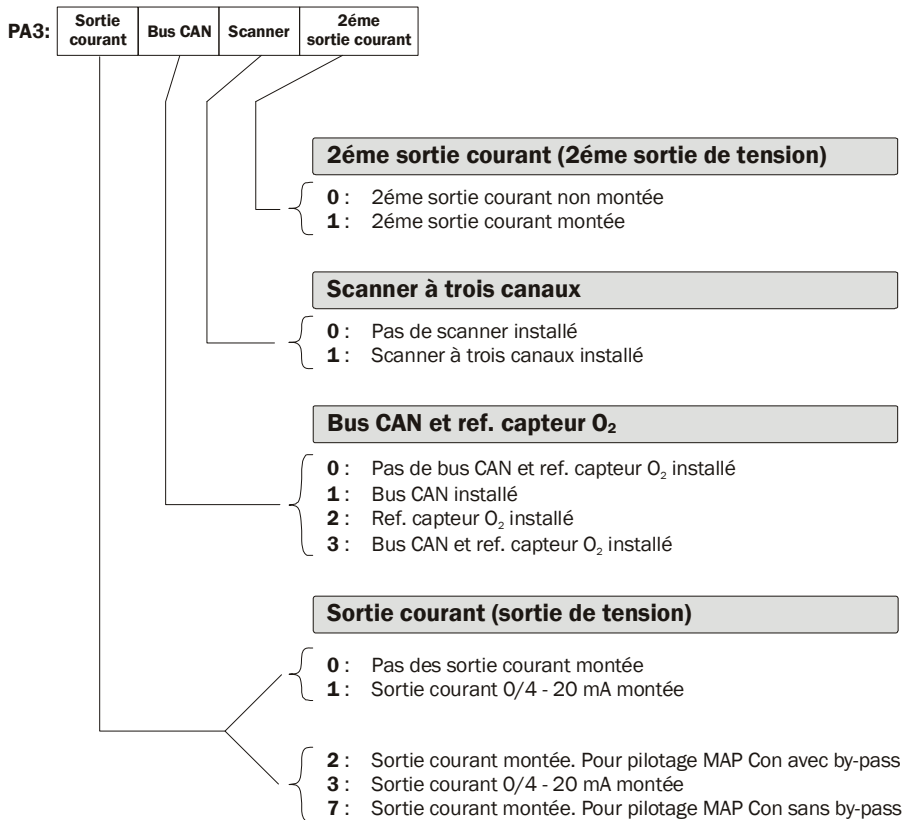 PA3:
Sortie courant
Bus CAN
Scanner
2éme sortie courant
2éme sortie courant (2éme sortie de tension)
0 : 2éme sortie courant non montée
1 : 2éme sortie courant montée
Scanner à trois canaux
0 : Pas de scanner installé
1 : Scanner à trois canaux installé
Bus CAN et ref. capteur O₂
0 : Pas de bus CAN et ref. capteur O₂ installé
1 : Bus CAN installé
2 : Ref. capteur O₂ installé
3 : Bus CAN et ref. capteur O₂ installé
Sortie courant (sortie de tension)
0 : Pas des sortie courant montée
1 : Sortie courant 0/4 - 20 mA montée
2 : Sortie courant montée. Pour pilotage MAP Con avec by-pass
3 : Sortie courant 0/4 - 20 mA montée
7 : Sortie courant montée. Pour pilotage MAP Con sans by-pass